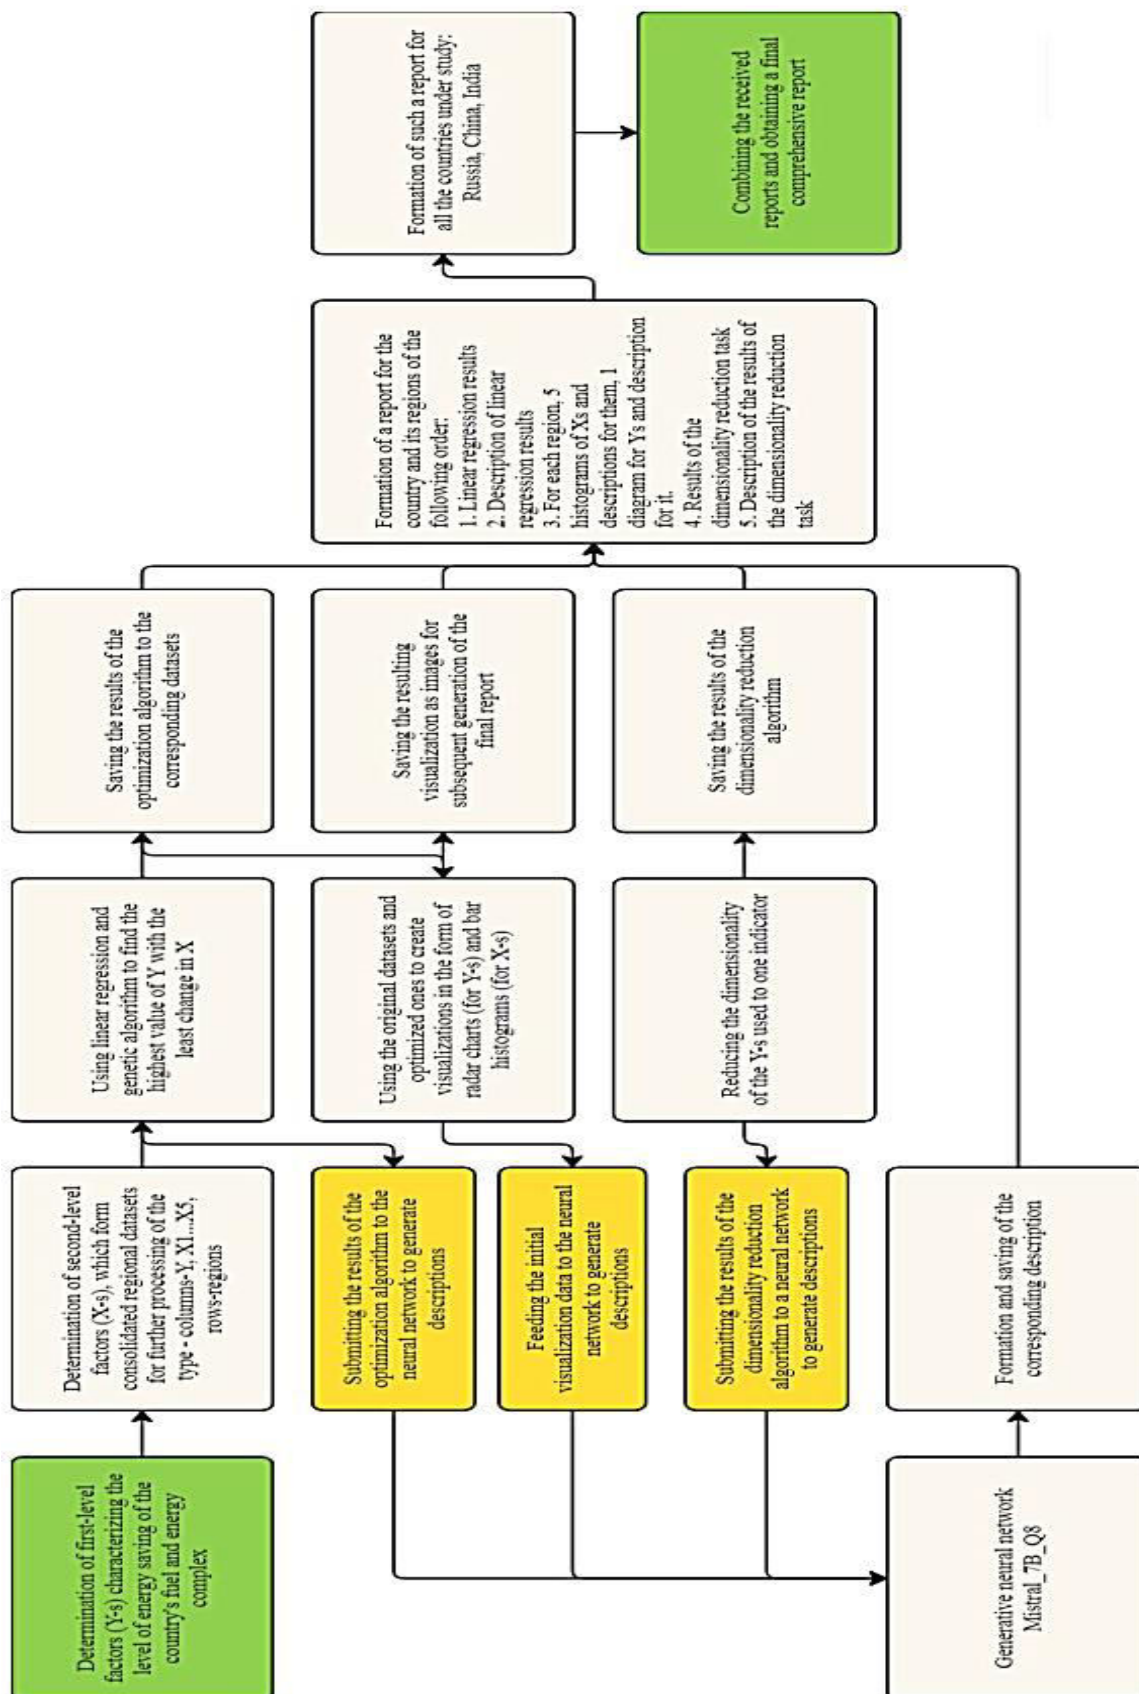 Determination of first-level
factors (Y-s) characterizing the
level of energy saving of the
country's fuel and energy
complex
Determination of second-level
factors (X-s), which form
consolidated regional datasets
for further processing of the
type - columns-Y, X1...X5,
rows-regions
Using linear regression and
genetic algorithm to find the
highest value of Y with the
least change in X
Saving the results of the
optimization algorithm to the
corresponding datasets
Submitting the results of the
optimization algorithm to the
neural network to generate
descriptions
Using the original datasets and
optimized ones to create
visualizations in the form of
radar charts (for Y-s) and bar
histograms (for X-s)
Saving the resulting
visualization as images for
subsequent generation of the
final report
Feeding the initial
visualization data to the neural
network to generate
descriptions
Submitting the results of the
dimensionality reduction
algorithm to a neural network
to generate descriptions
Reducing the dimensionality
of the Y-s used to one indicator
Saving the results of the
dimensionality reduction
algorithm
Generative neural network
Mistral_7B_Q8
Formation and saving of the
corresponding description
Formation of a report for the
country and its regions of the
following order:
1. Linear regression results
2. Description of linear
regression results
3. For each region, 5
histograms of Xs and
descriptions for them, 1
diagram for Ys and description
for it.
4. Results of the
dimensionality reduction task
5. Description of the results of
the dimensionality reduction
task
Formation of such a report for
all the countries under study:
Russia, China, India
Combining the received
reports and obtaining a final
comprehensive report